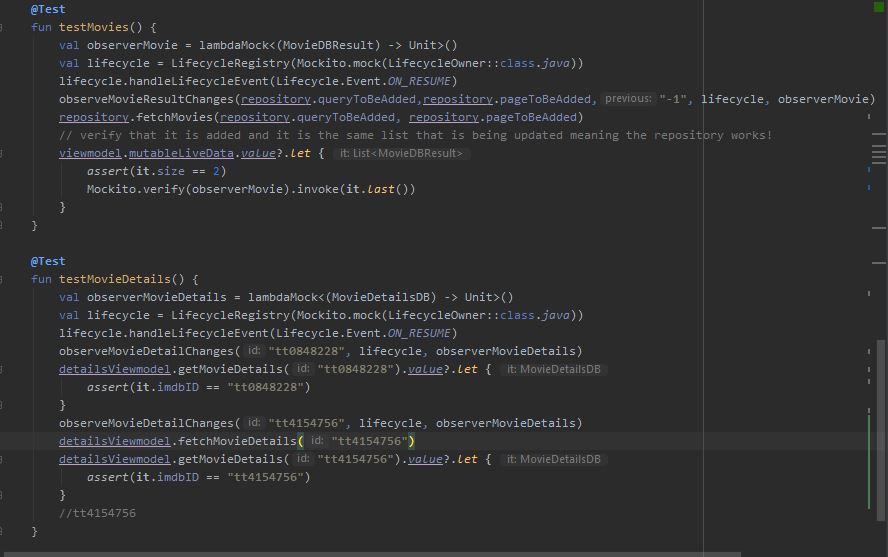 @Test
fun testMovies() {
val observerMovie = lambdaMock<(MovieDBResult) -> Unit>()
val lifecycle = LifecycleRegistry(Mockito.mock(LifecycleOwner::class.java))
lifecycle.handleLifecycleEvent(Lifecycle.Event.ON_RESUME)
observeMovieResultChanges(repository.queryToBeAdded,repository.pageToBeAdded, previous: "-1", lifecycle, observerMovie)
repository.fetchMovies(repository.queryToBeAdded, repository.pageToBeAdded)
// verify that it is added and it is the same list that is being updated meaning the repository works!
viewmodel.mutableLiveData.value?.let { it: List<MovieDBResult>
assert(it.size == 2)
Mockito.verify(observerMovie).invoke(it.last())
}
}
@Test
fun testMovieDetails() {
val observerMovieDetails = lambdaMock<(MovieDetailsDB) -> Unit>()
val lifecycle = LifecycleRegistry(Mockito.mock(LifecycleOwner::class.java))
lifecycle.handleLifecycleEvent(Lifecycle.Event.ON_RESUME)
observeMovieDetailChanges( id: "tt0848228", lifecycle, observerMovieDetails)
detailsViewmodel.getMovieDetails( id: "tt0848228").value?.let { it: MovieDetailsDB
assert(it.imdbID == "tt0848228")
}
observeMovieDetailChanges( id: "tt4154756", lifecycle, observerMovieDetails)
detailsViewmodel.fetchMovieDetails( id: "tt4154756")
detailsViewmodel.getMovieDetails( id: "tt4154756").value?.let { it: MovieDetailsDB
assert(it.imdbID == "tt4154756")
}
//tt4154756
}